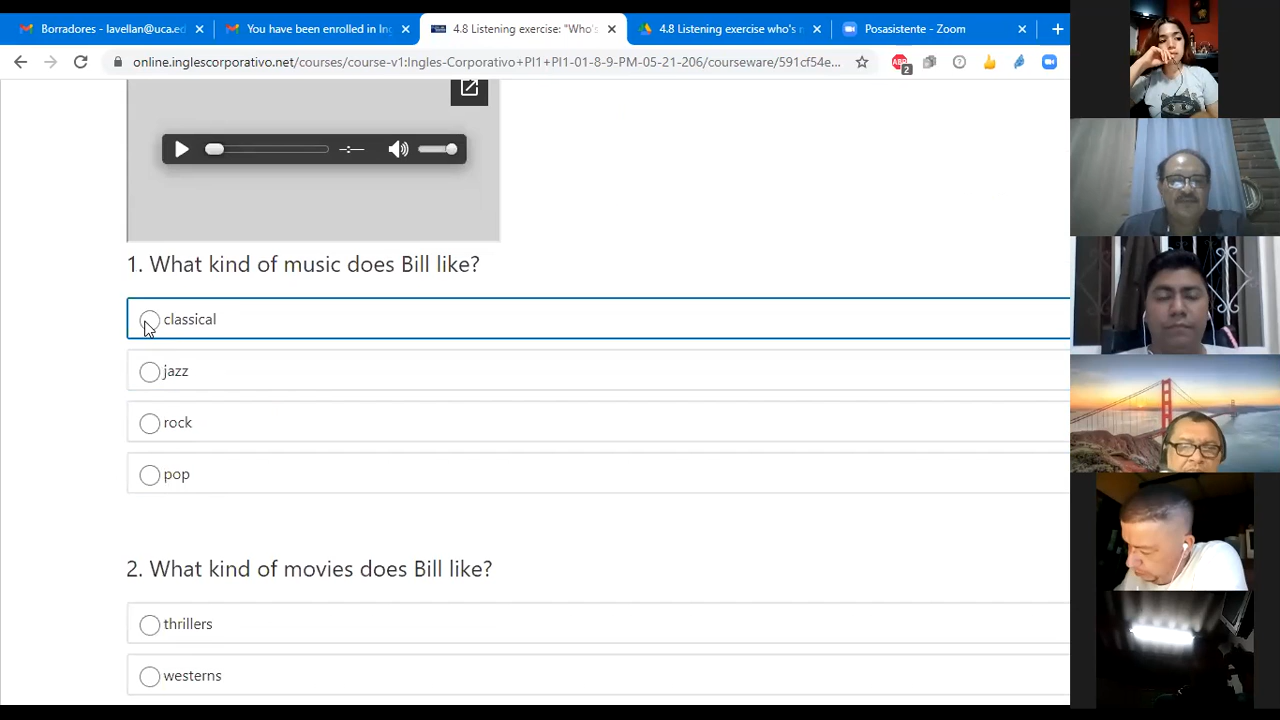 Borradores - lavellan@uca.ed
You have been enrolled in Ing
4.8 Listening exercise: "Who's
4.8 Listening exercise who's n
Posasistente - Zoom
online.inglescorporativo.net/courses/course-v1:Ingles-Corporativo+PI1+PI1-01-8-9-PM-05-21-206/courseware/591cf54e...
ABP
2
-:--
1. What kind of music does Bill like?
classical
jazz
rock
pop
2. What kind of movies does Bill like?
thrillers
westerns